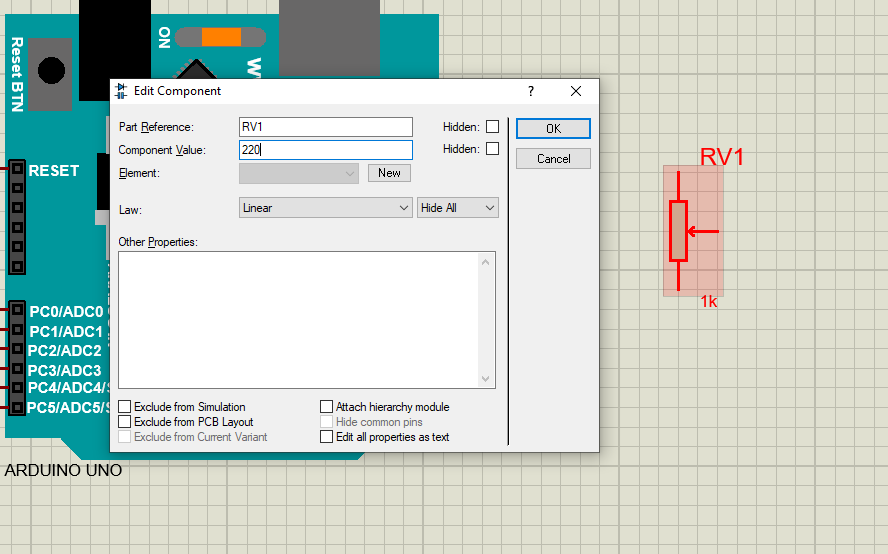 Reset BTN
ON
W
RESET
PC0/ADC0
PC1/ADC1
PC2/ADC2
PC3/ADC3
PC4/ADC4/
PC5/ADC5/
ARDUINO UNO
Edit Component
?
Part Reference:
RV1
Hidden:
Component Value:
220
Hidden:
Element:
New
Law:
Linear
Hide All
Other Properties:
Exclude from Simulation
Exclude from PCB Layout
Exclude from Current Variant
Attach hierarchy module
Hide common pins
Edit all properties as text
OK
Cancel
RV1
1k